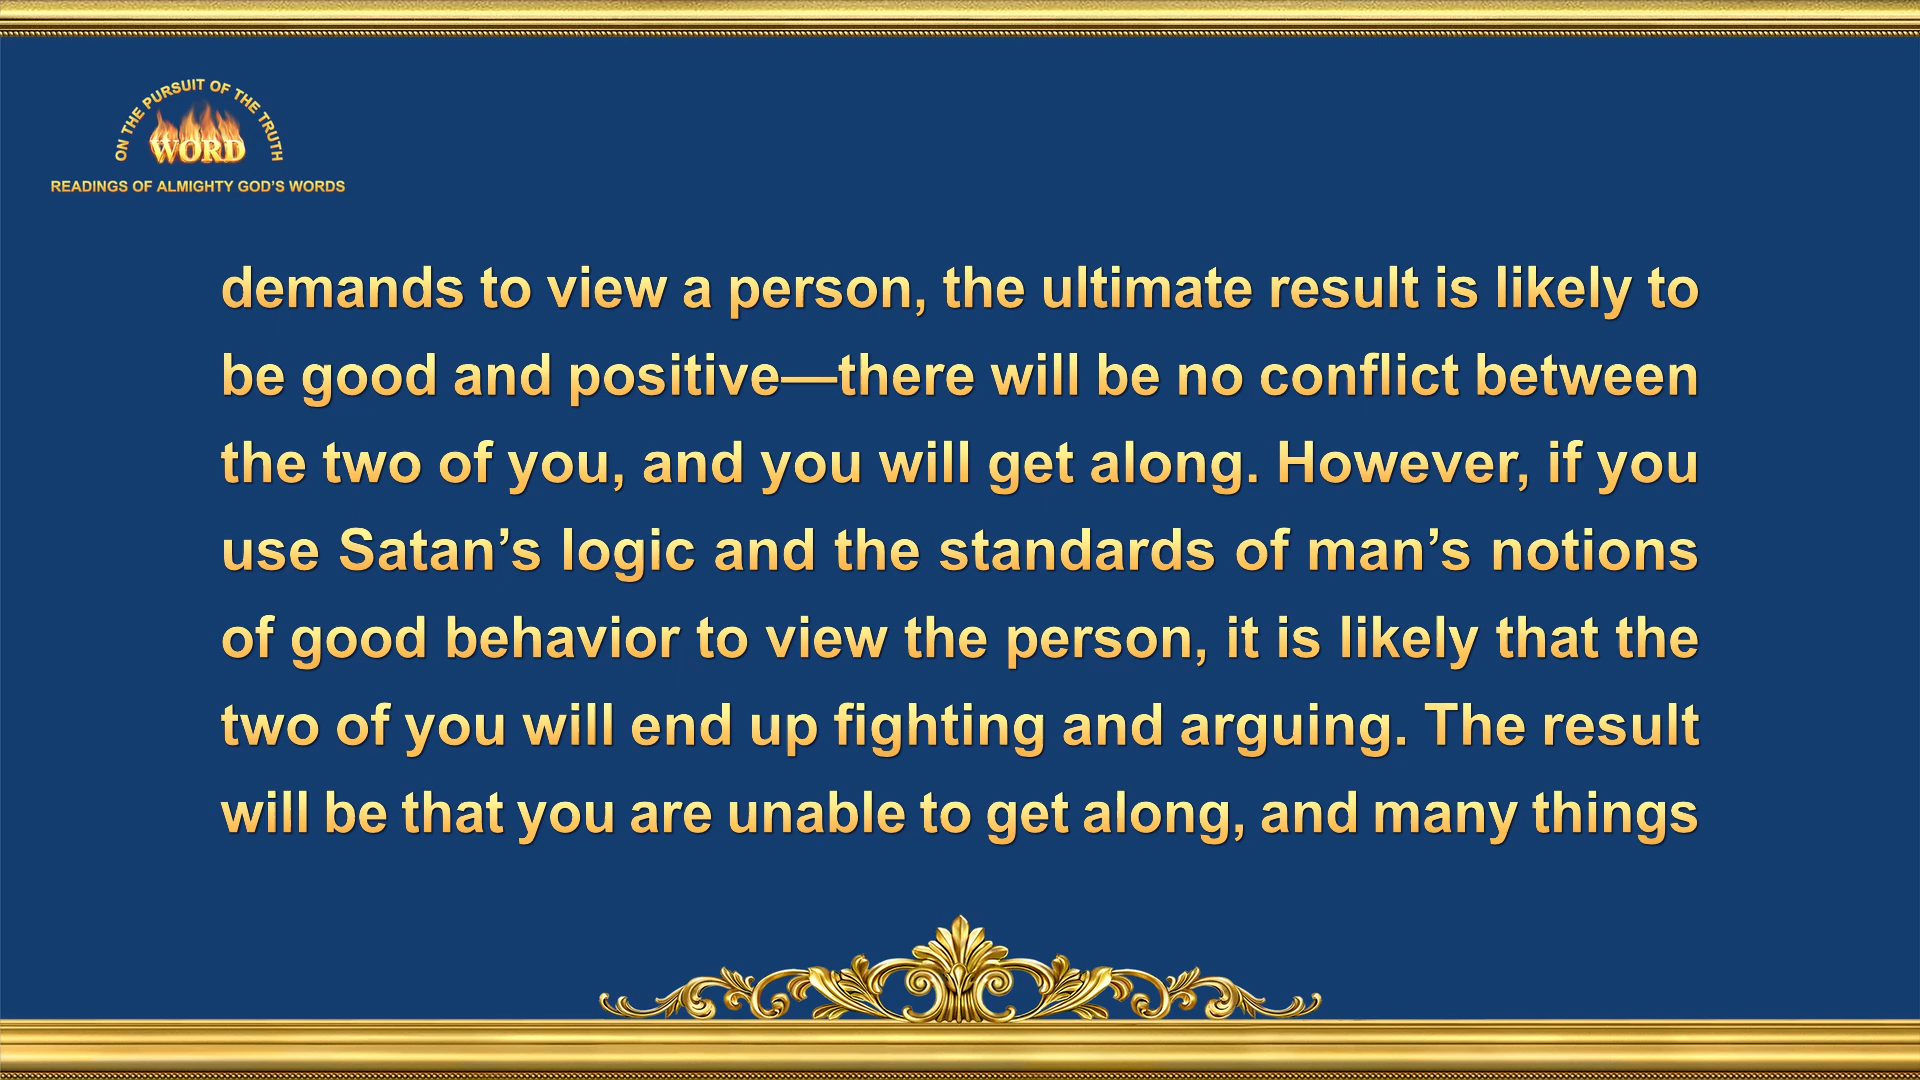 ON THE PURSUIT OF THE TRUTH
WORD
READINGS OF ALMIGHTY GOD’S WORDS
demands to view a person, the ultimate result is likely to
be good and positive—there will be no conflict between
the two of you, and you will get along. However, if you
use Satan’s logic and the standards of man’s notions
of good behavior to view the person, it is likely that the
two of you will end up fighting and arguing. The result
will be that you are unable to get along, and many things